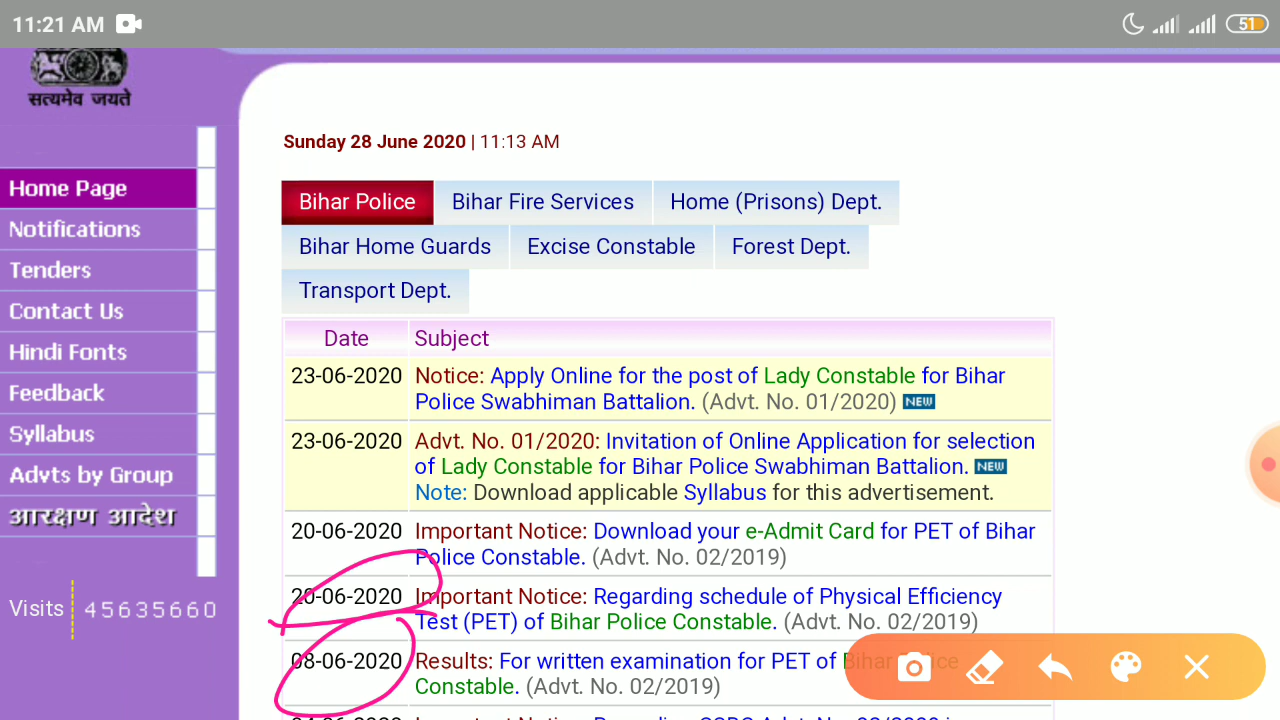 11:21 AM
51
सत्यमेव जयते
Home Page
Notifications
Tenders
Contact Us
Hindi Fonts
Feedback
Syllabus
Advts by Group
आरक्षण आदेश
Visits 45635660
Sunday 28 June 2020 | 11:13 AM
Bihar Police Bihar Fire Services Home (Prisons) Dept.
Bihar Home Guards Excise Constable Forest Dept.
Transport Dept.
Date Subject
23-06-2020 Notice: Apply Online for the post of Lady Constable for Bihar
Police Swabhiman Battalion. (Advt. No. 01/2020) NEW
23-06-2020 Advt. No. 01/2020: Invitation of Online Application for selection
of Lady Constable for Bihar Police Swabhiman Battalion. NEW
Note: Download applicable Syllabus for this advertisement.
20-06-2020 Important Notice: Download your e-Admit Card for PET of Bihar
Police Constable. (Advt. No. 02/2019)
20-06-2020 Important Notice: Regarding schedule of Physical Efficiency
Test (PET) of Bihar Police Constable. (Advt. No. 02/2019)
08-06-2020 Results: For written examination for PET of Bihar Police
Constable. (Advt. No. 02/2019)